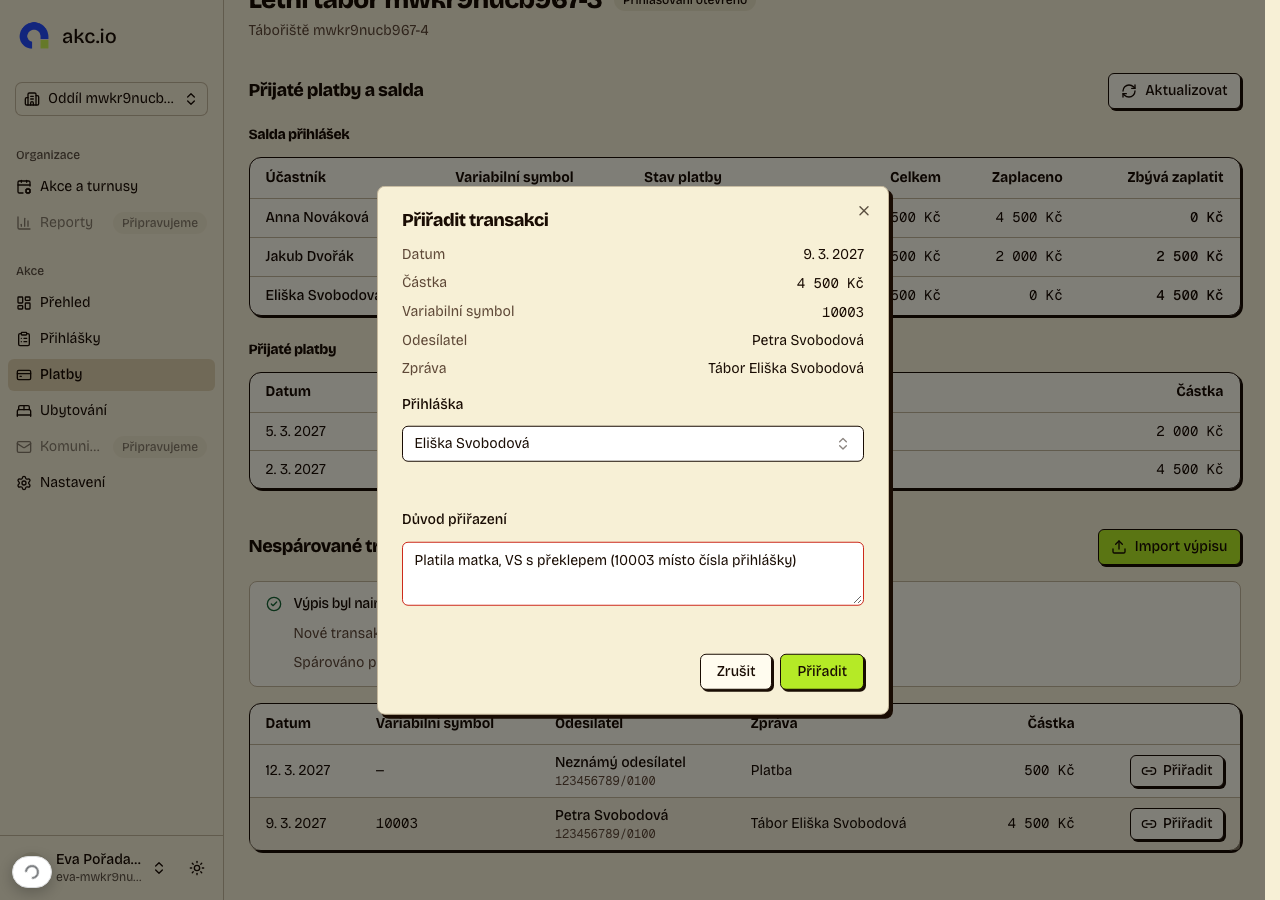 Letní tábor mwkr9nucb967-3
Přihlašování otevřeno
Tábořiště mwkr9nucb967-4
akc.io
Oddíl mwkr9nucb...
Organizace
Akce a turnusy
Reporty
Připravujeme
Akce
Přehled
Přihlášky
Platby
Ubytování
Komuni...
Připravujeme
Nastavení
Eva Pořada...
eva-mwkr9nu...
Přijaté platby a salda
Aktualizovat
Salda přihlášek
Účastník Variabilní symbol Stav platby Celkem Zaplaceno Zbývá zaplatit
Anna Nováková 500 Kč 4 500 Kč 0 Kč
Jakub Dvořák 500 Kč 2 000 Kč 2 500 Kč
Eliška Svobodová 500 Kč 0 Kč 4 500 Kč
Přijaté platby
Datum Částka
5. 3. 2027 2 000 Kč
2. 3. 2027 4 500 Kč
Přiřadit transakci
Datum 9. 3. 2027
Částka 4 500 Kč
Variabilní symbol 10003
Odesílatel Petra Svobodová
Zpráva Tábor Eliška Svobodová
Přihláška
Eliška Svobodová
Důvod přiřazení
Platila matka, VS s překlepem (10003 místo čísla přihlášky)
Zrušit
Přiřadit
Nespárované
Import výpisu
Výpis byl
Nové
Spárováno
Datum Variabilní symbol Odesílatel Zpráva Částka
12. 3. 2027 — Neznámý odesílatel Platba 500 Kč Přiřadit
123456789/0100
9. 3. 2027 10003 Petra Svobodová Tábor Eliška Svobodová 4 500 Kč Přiřadit
123456789/0100